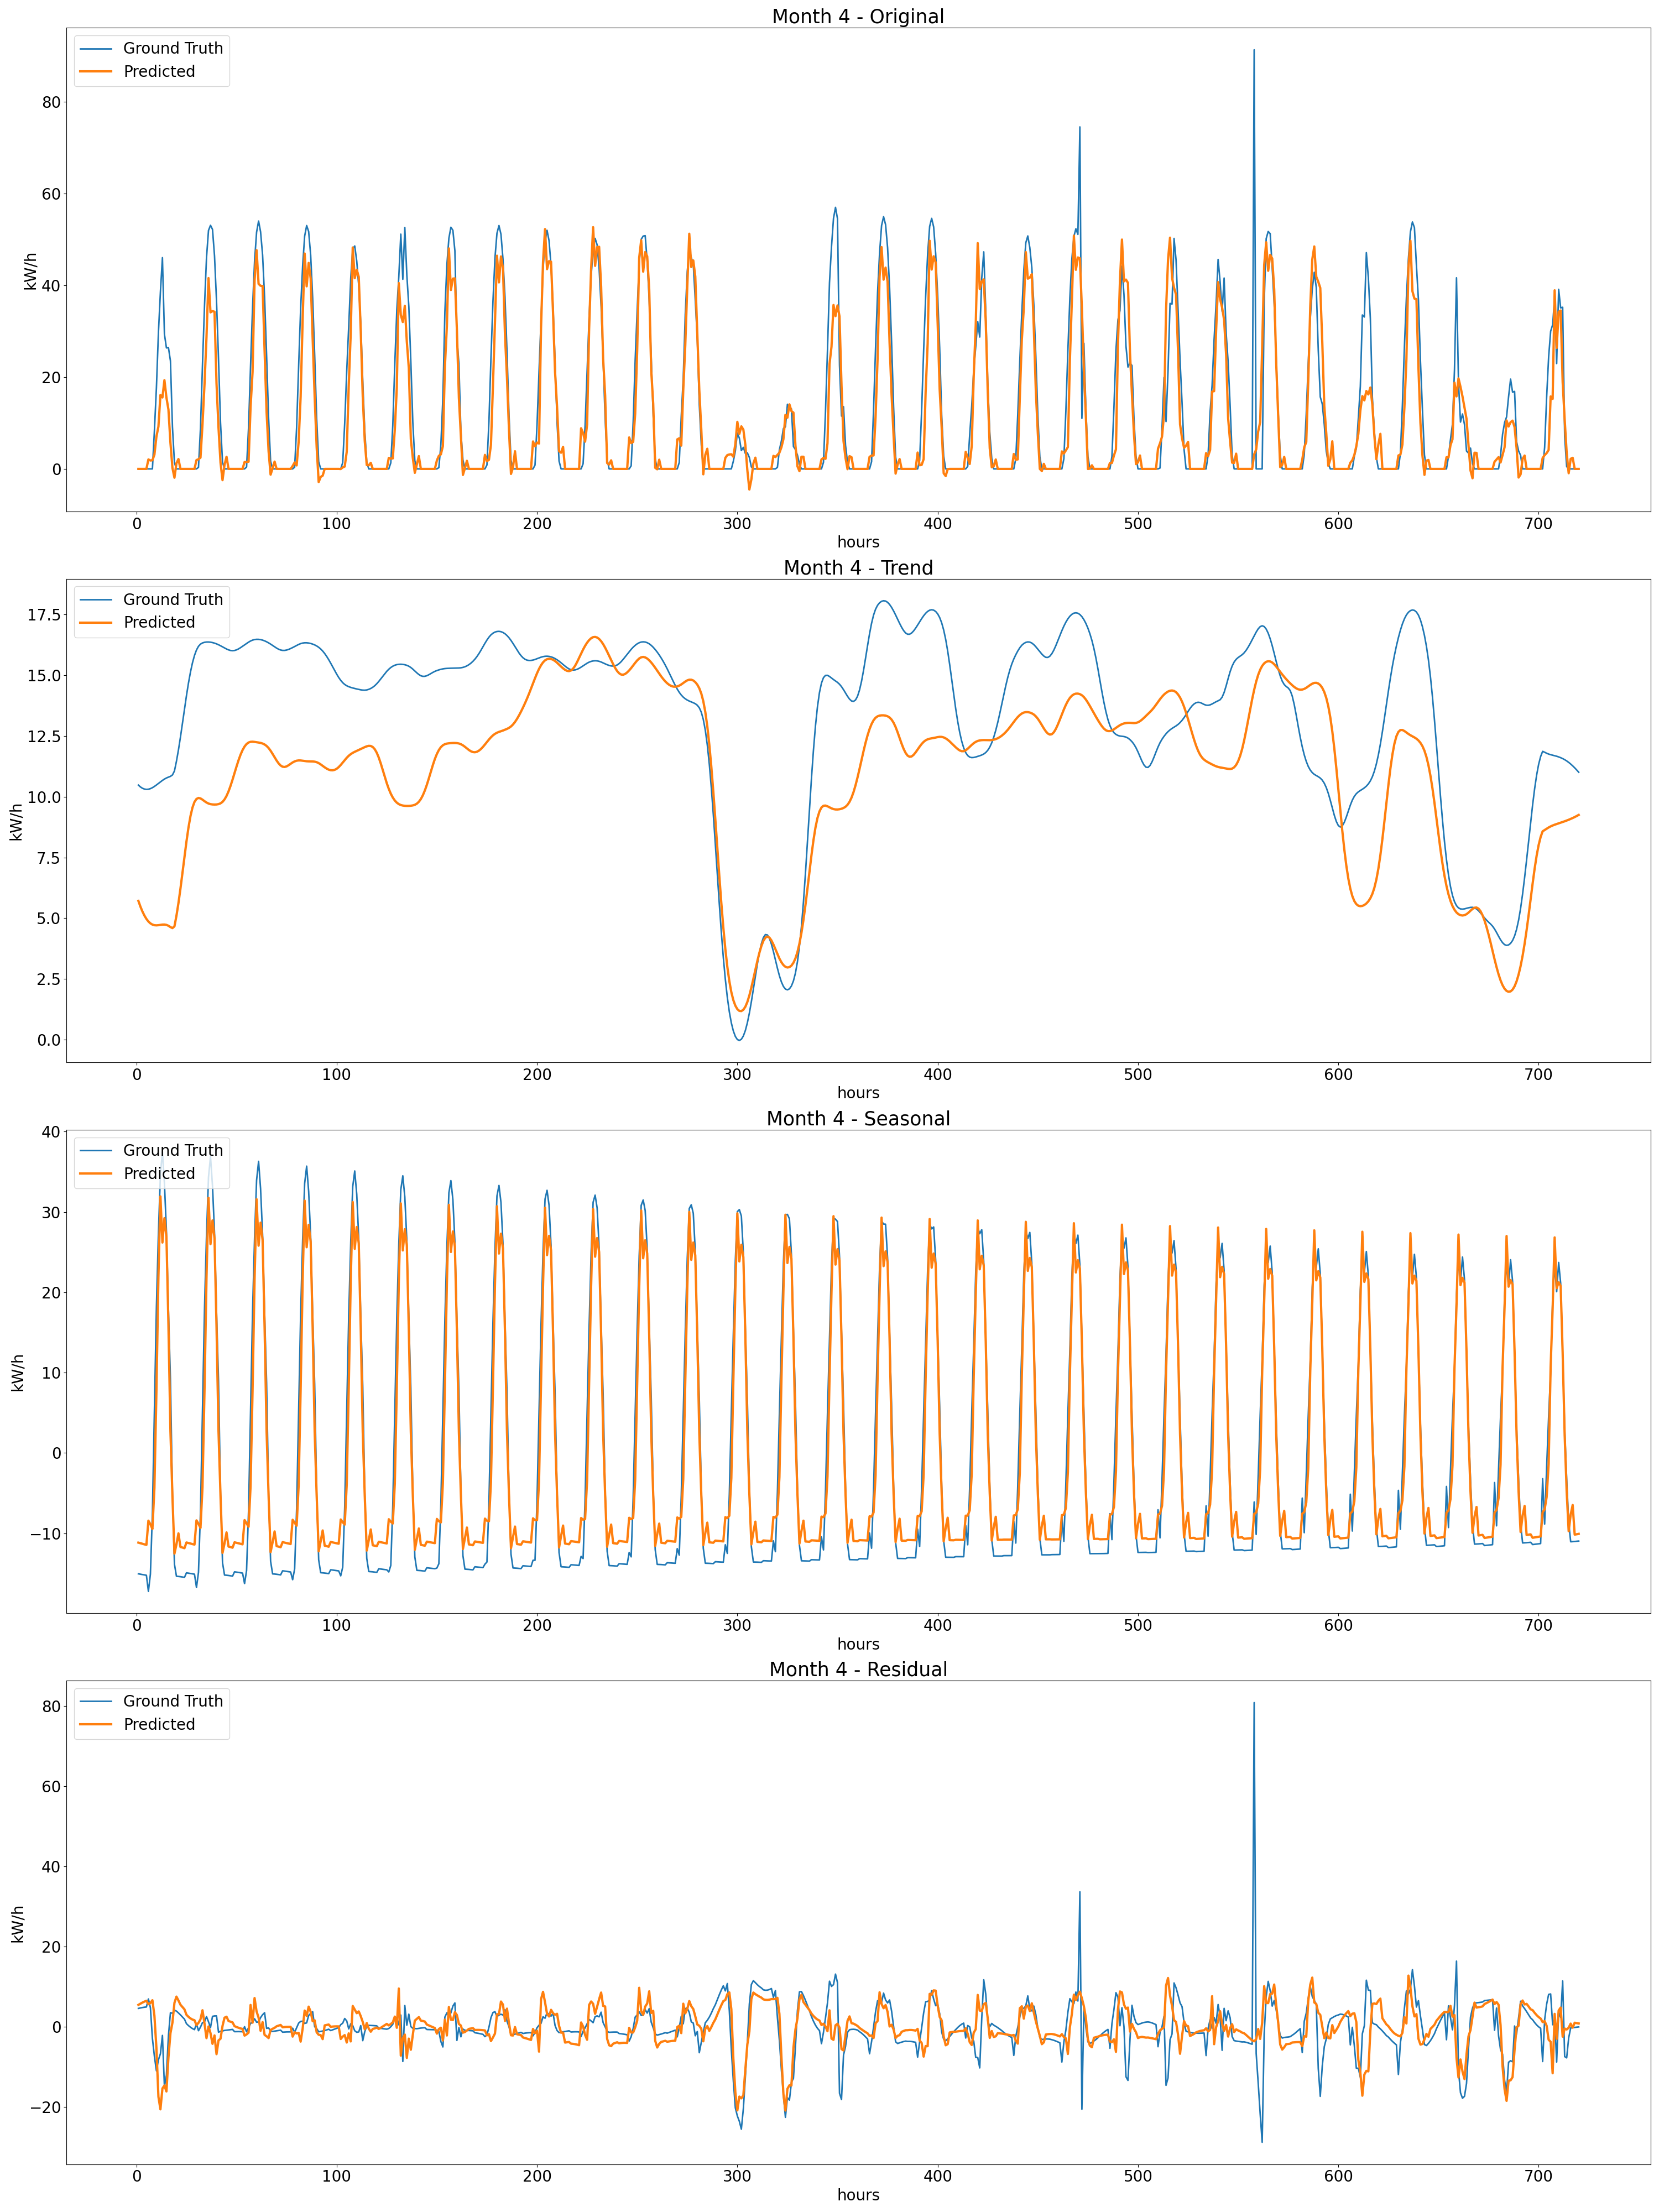 Month 4 - Original
Ground Truth
Predicted
80
60
40
20
0
kW/h
0 100 200 300 400 500 600 700
hours
Month 4 - Trend
Ground Truth
Predicted
17.5
15.0
12.5
10.0
7.5
5.0
2.5
0.0
kW/h
0 100 200 300 400 500 600 700
hours
Month 4 - Seasonal
Ground Truth
Predicted
40
30
20
10
0
−10
kW/h
0 100 200 300 400 500 600 700
hours
Month 4 - Residual
Ground Truth
Predicted
80
60
40
20
0
−20
kW/h
0 100 200 300 400 500 600 700
hours